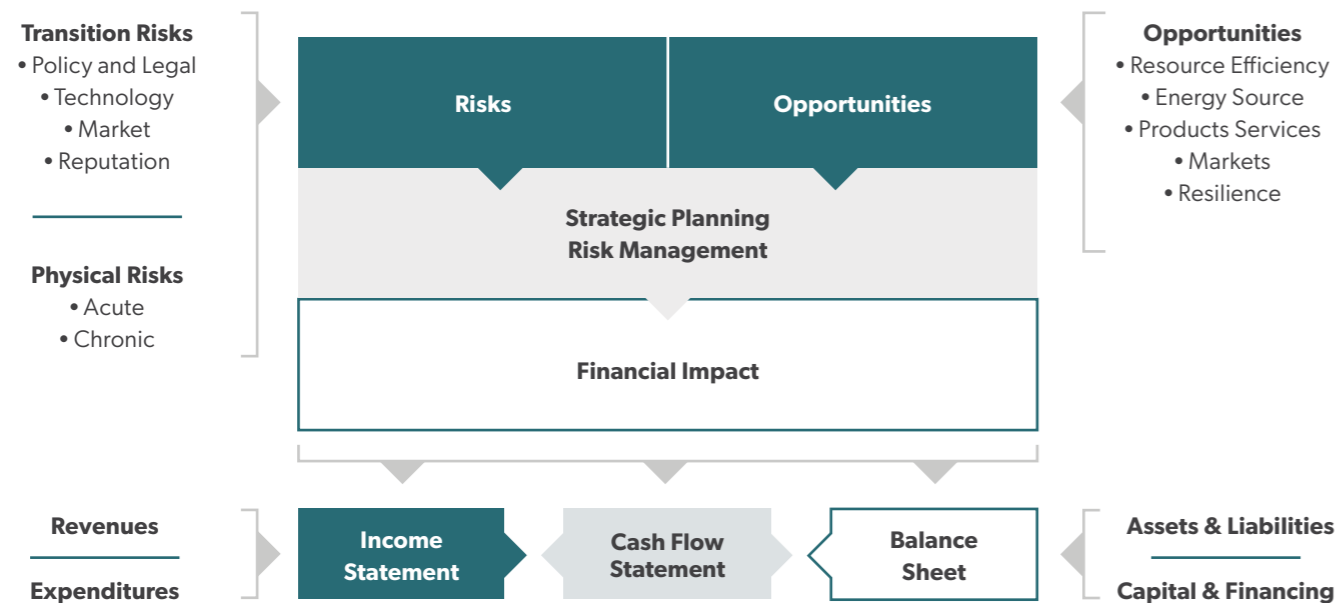 Transition Risks
• Policy and Legal
• Technology
• Market
• Reputation
Physical Risks
• Acute
• Chronic
Risks
Opportunities
Strategic Planning
Risk Management
Financial Impact
Opportunities
• Resource Efficiency
• Energy Source
• Products Services
• Markets
• Resilience
Revenues
Expenditures
Income
Statement
Cash Flow
Statement
Balance
Sheet
Assets & Liabilities
Capital & Financing